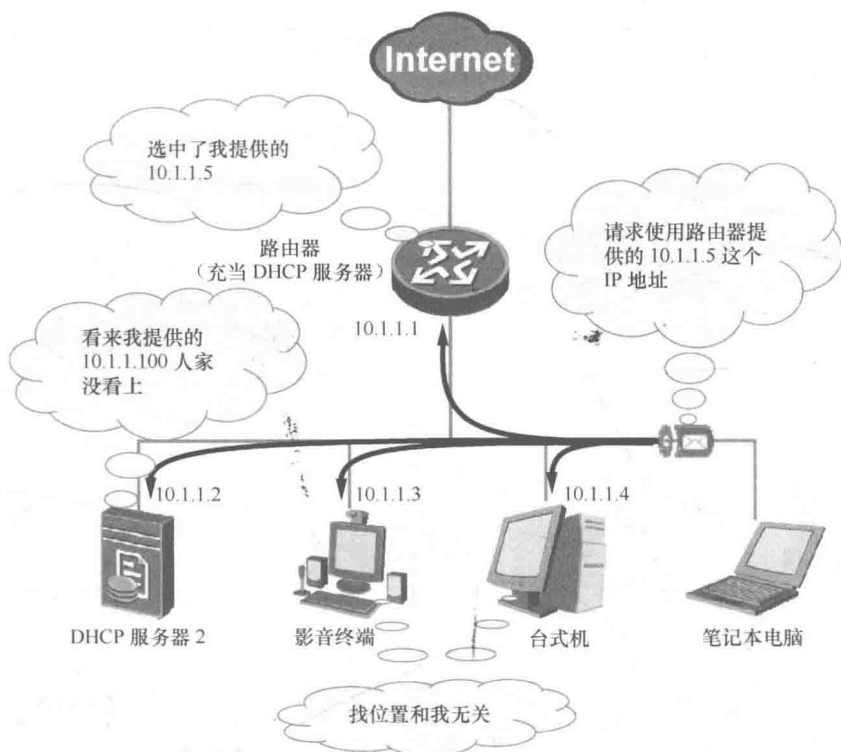 Internet
选中了我提供的
10.1.1.5
路由器
(充当 DHCP 服务器)
请求使用路由器提
供的 10.1.1.5 这个
IP 地址
10.1.1.1
看来我提供的
10.1.1.100 人家
没看上
10.1.1.2
10.1.1.3
10.1.1.4
DHCP 服务器 2
影音终端
台式机
笔记本电脑
找位置和我无关